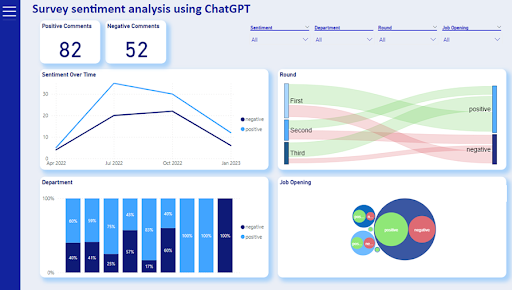 Survey sentiment analysis using ChatGPT
Positive Comments
Negative Comments
82
52
Sentiment
Department
Round
Job Opening
All
All
All
All
Sentiment Over Time
30
20
10
0
Apr 2022
Jul 2022
Oct 2022
Jan 2023
negative
positive
Round
First
Second
Third
positive
negative
Department
100%
0%
60%
59%
75%
43%
83%
40%
100%
100%
100%
40%
41%
25%
57%
17%
60%
negative
positive
Job Opening
positive
negative